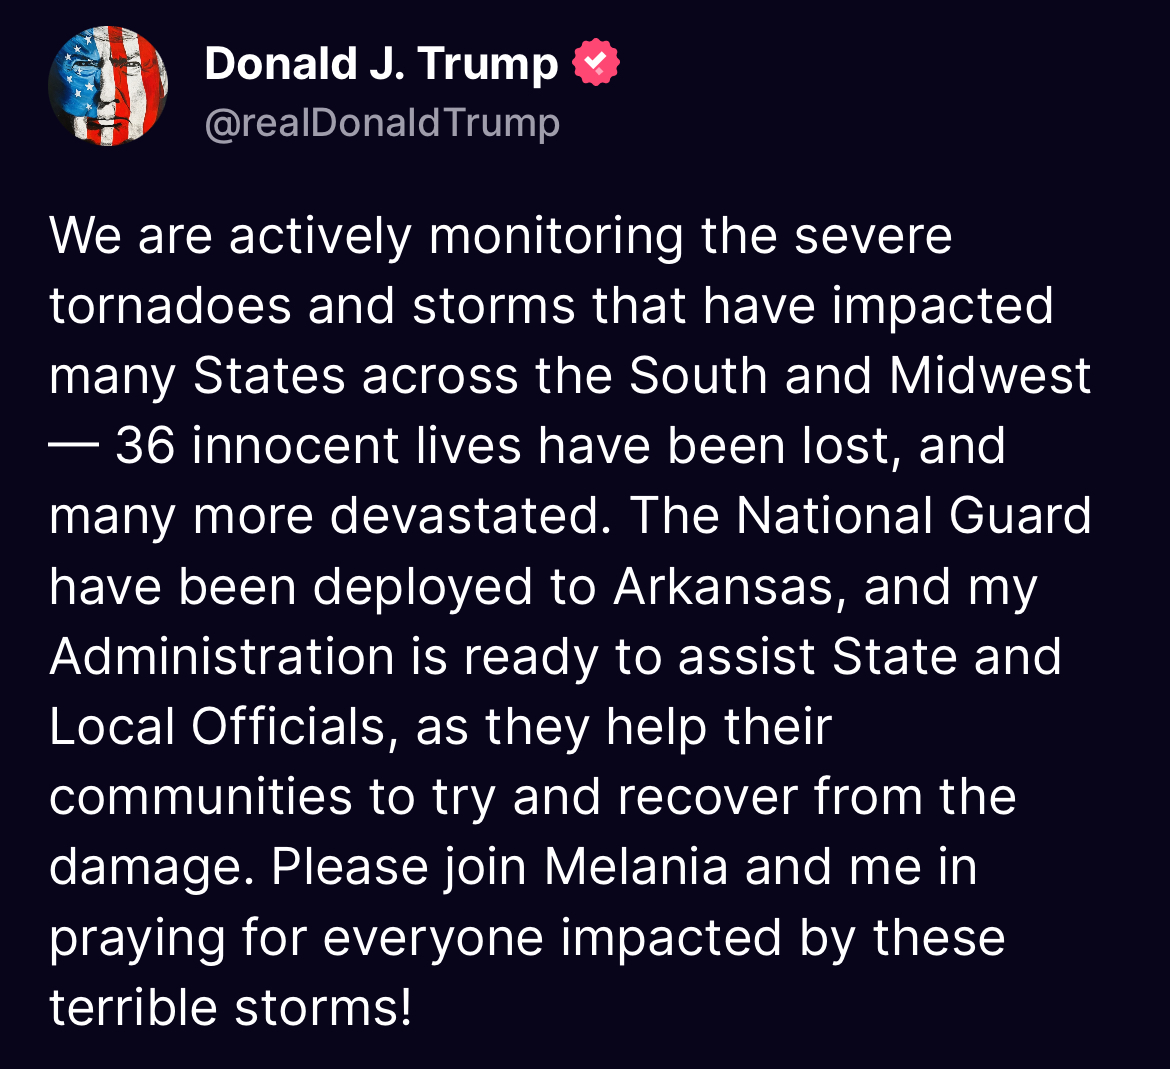 Donald J. Trump
@realDonaldTrump
We are actively monitoring the severe
tornadoes and storms that have impacted
many States across the South and Midwest
— 36 innocent lives have been lost, and
many more devastated. The National Guard
have been deployed to Arkansas, and my
Administration is ready to assist State and
Local Officials, as they help their
communities to try and recover from the
damage. Please join Melania and me in
praying for everyone impacted by these
terrible storms!